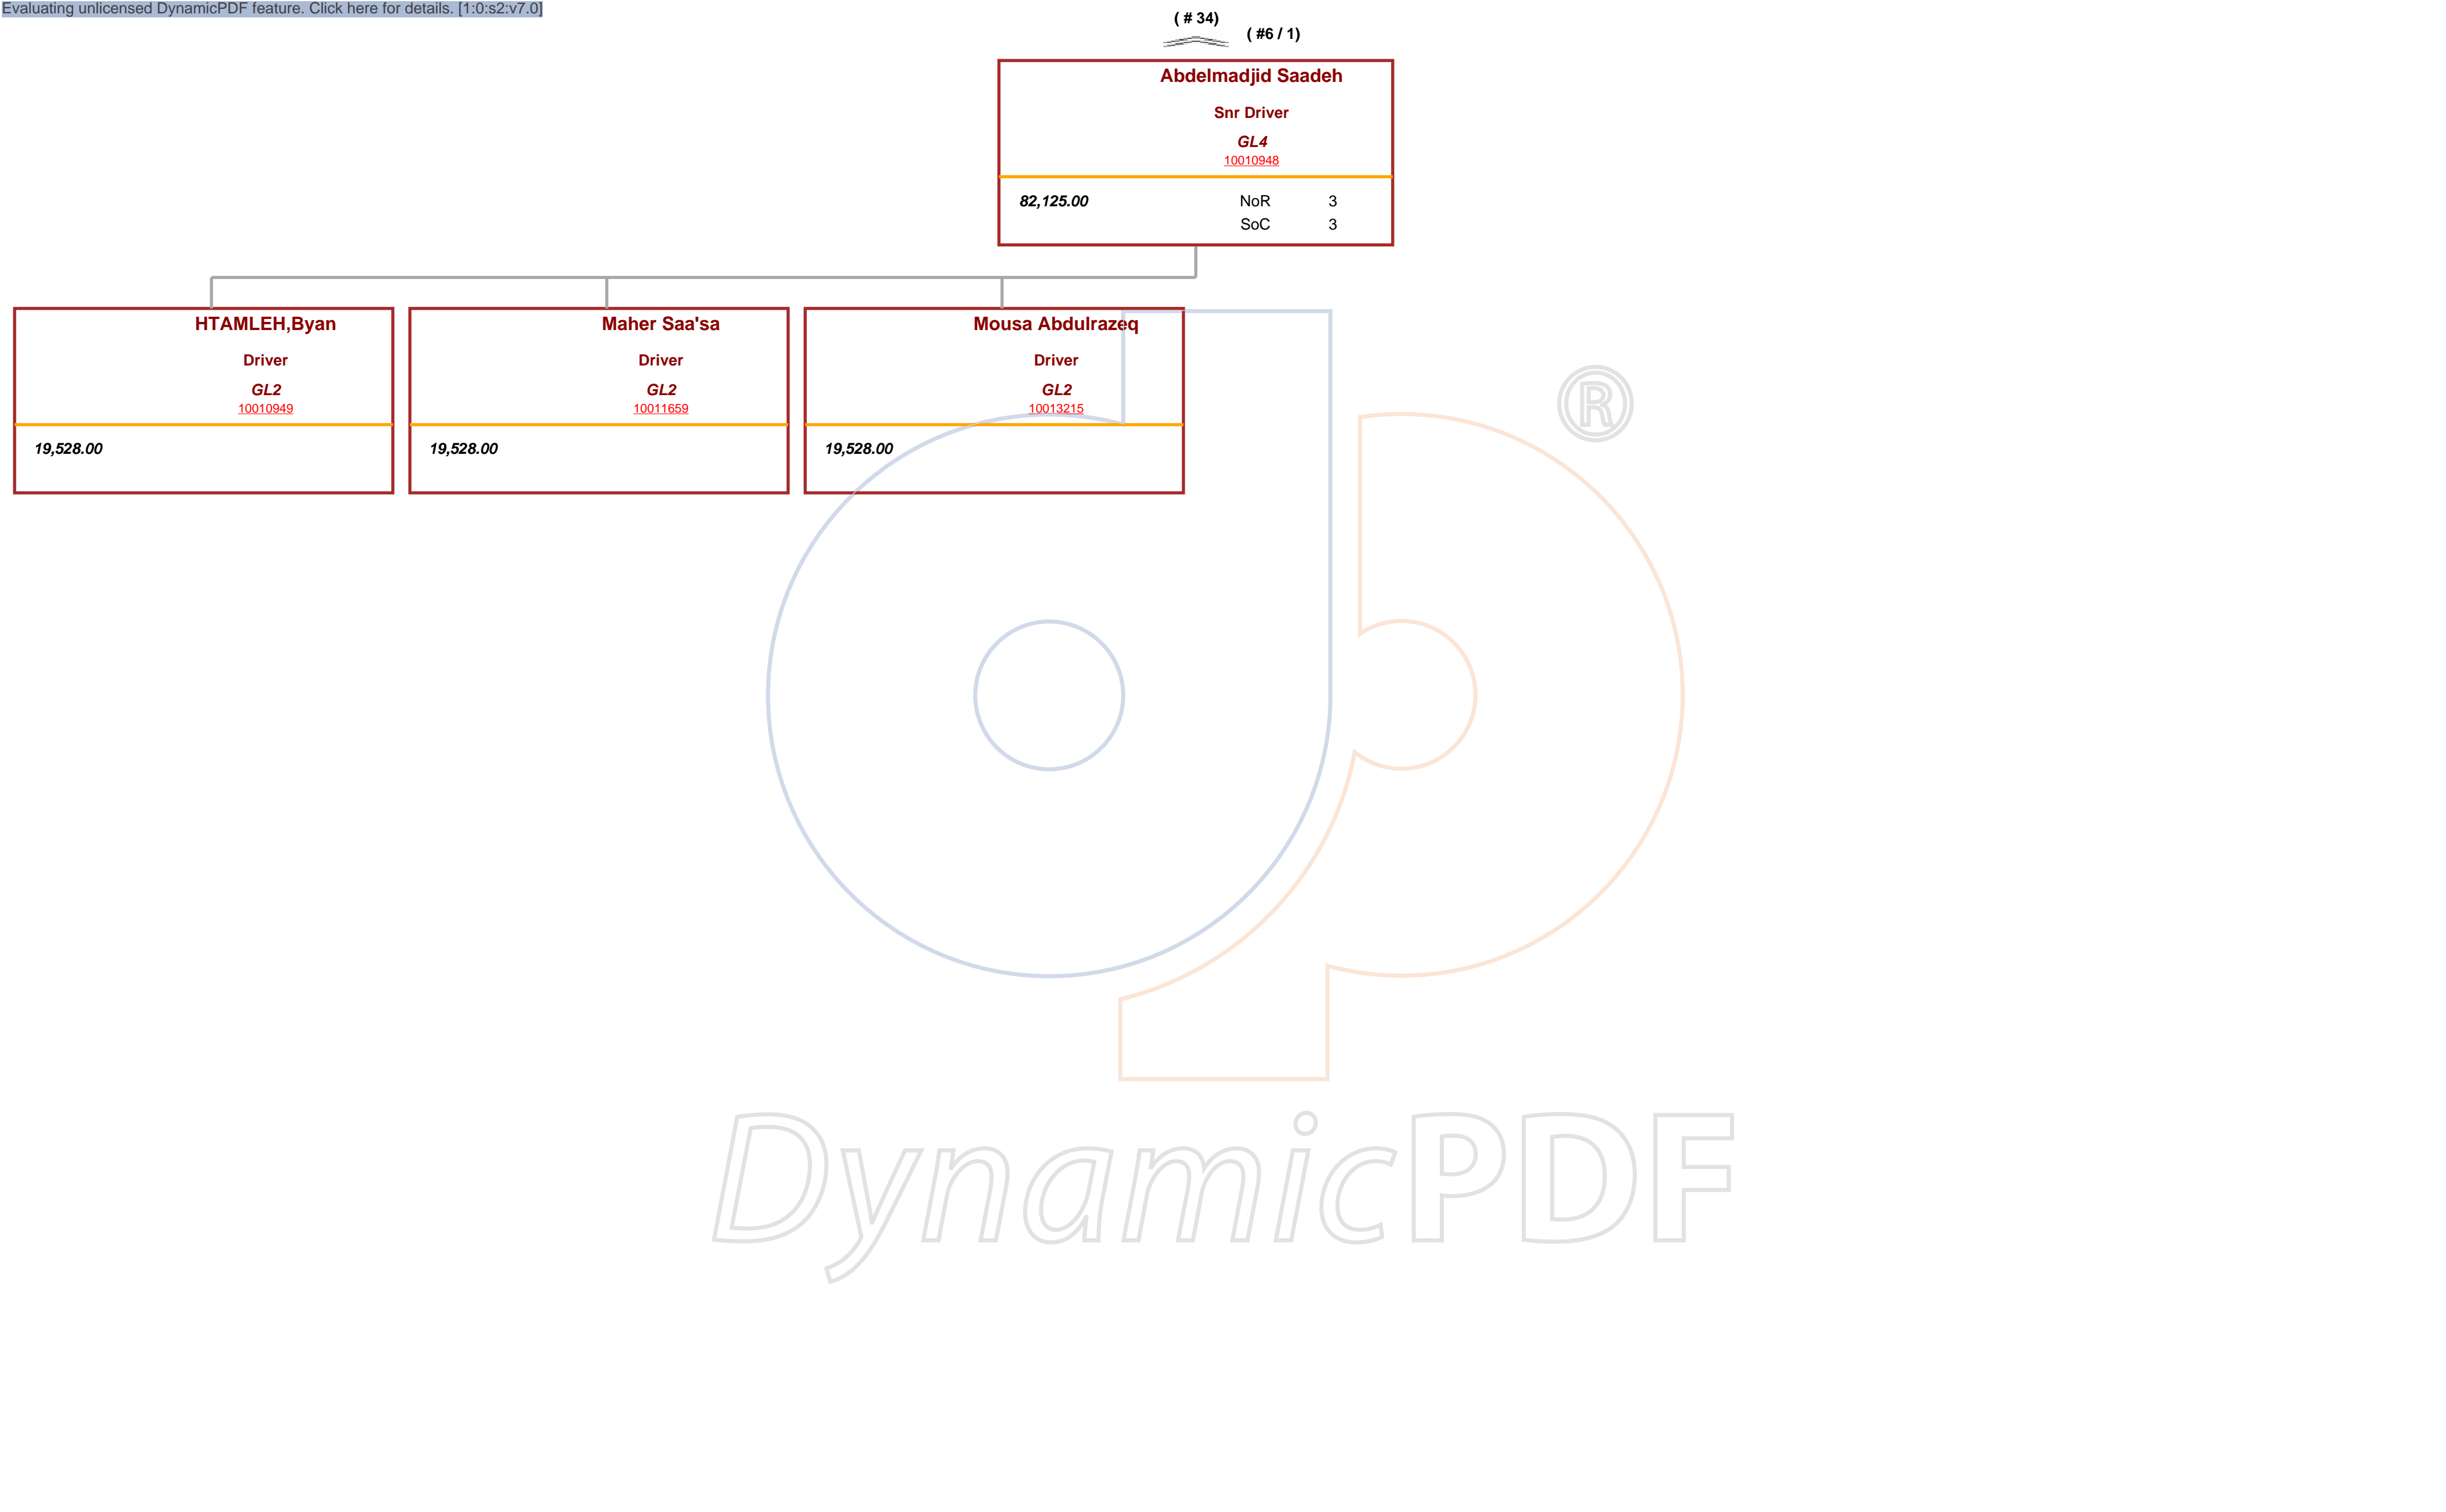 Evaluating unlicensed DynamicPDF feature. Click here for details. [1:0:s2:v7.0]
( # 34)
( #6 / 1)
Abdelmadjid Saadeh
Snr Driver
GL4
10010948
82,125.00 NoR 3
SoC 3
HTAMLEH,Byan
Driver
GL2
10010949
19,528.00
Maher Saa'sa
Driver
GL2
10011659
19,528.00
Mousa Abdulrazeq
Driver
GL2
10013215
19,528.00
®
DynamicPDF